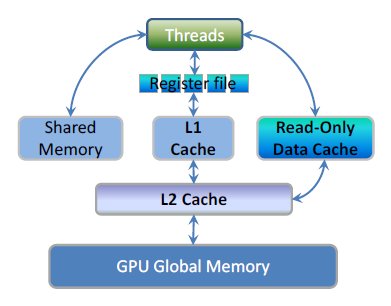 Threads
Register file
Shared
Memory
L1
Cache
Read-Only
Data Cache
L2 Cache
GPU Global Memory